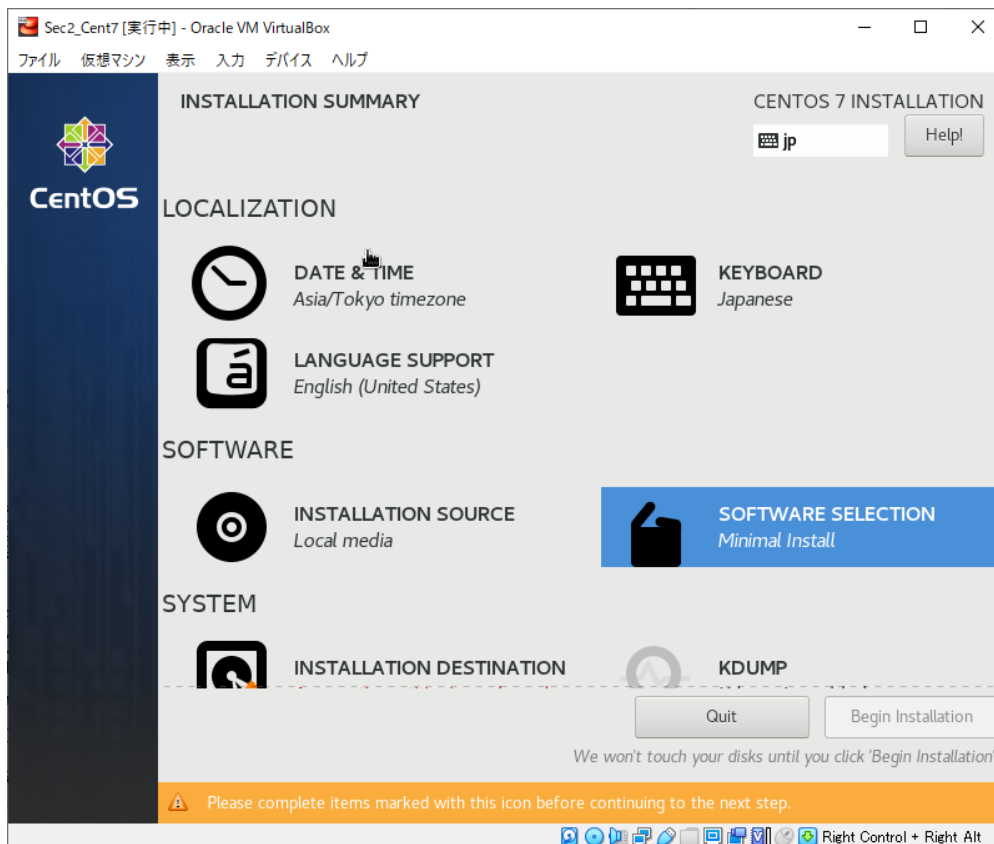 Sec2_Cent7 [実行中] - Oracle VM VirtualBox
ファイル 仮想マシン 表示 入力 デバイス ヘルプ
INSTALLATION SUMMARY
CENTOS 7 INSTALLATION
jp
Help!
CentOS
LOCALIZATION
DATE & TIME
Asia/Tokyo timezone
KEYBOARD
Japanese
á
LANGUAGE SUPPORT
English (United States)
SOFTWARE
INSTALLATION SOURCE
Local media
SOFTWARE SELECTION
Minimal Install
SYSTEM
INSTALLATION DESTINATION
KDUMP
Quit
Begin Installation
We won't touch your disks until you click 'Begin Installation'
Please complete items marked with this icon before continuing to the next step.
Right Control + Right Alt